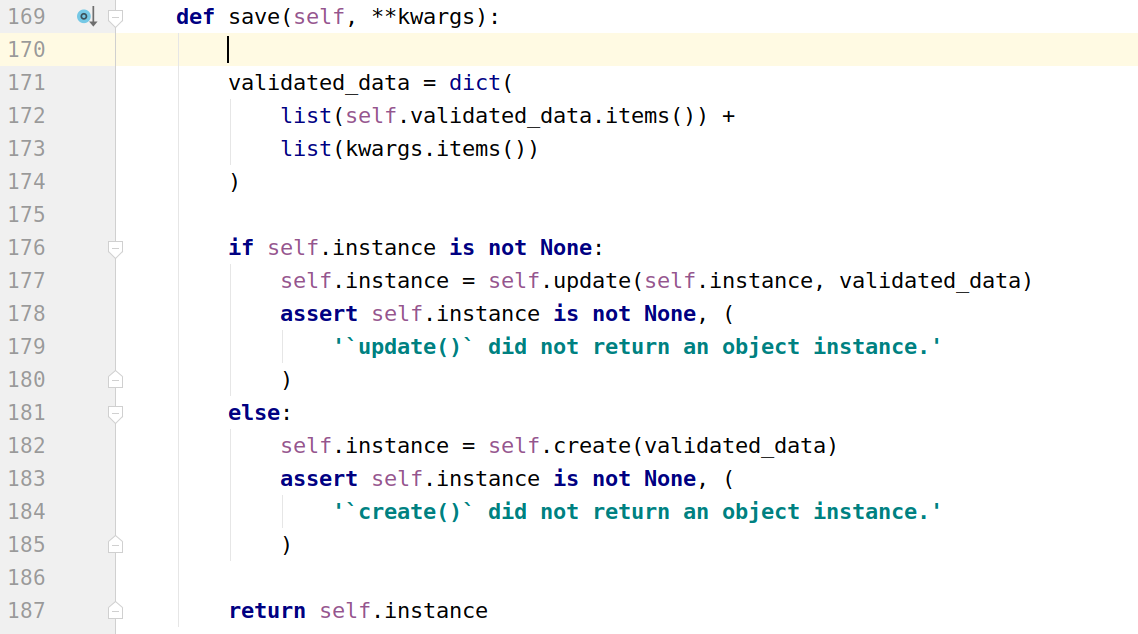 169 def save(self, **kwargs):
170
171 validated_data = dict(
172 list(self.validated_data.items()) +
173 list(kwargs.items())
174 )
175
176 if self.instance is not None:
177 self.instance = self.update(self.instance, validated_data)
178 assert self.instance is not None, (
179 '`update()` did not return an object instance.'
180 )
181 else:
182 self.instance = self.create(validated_data)
183 assert self.instance is not None, (
184 '`create()` did not return an object instance.'
185 )
186
187 return self.instance